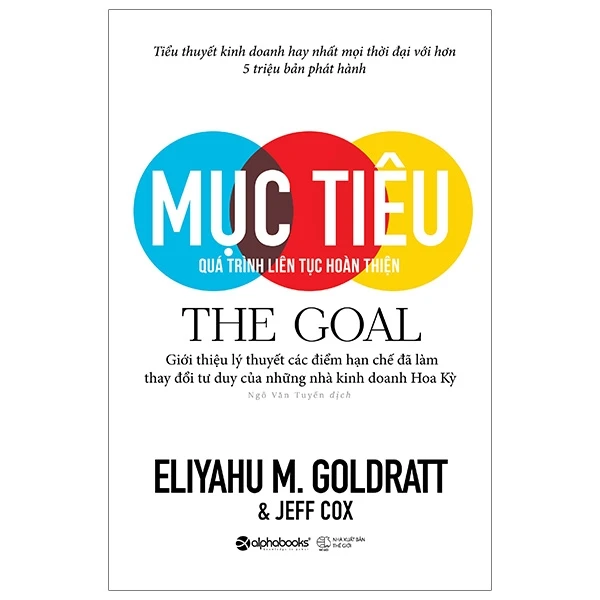 Tiểu thuyết kinh doanh hay nhất mọi thời đại với hơn
5 triệu bản phát hành
MỤC TIÊU
QUÁ TRÌNH LIÊN TỤC HOÀN THIỆN
THE GOAL
Giới thiệu lý thuyết các điểm hạn chế đã làm
thay đổi tư duy của những nhà kinh doanh Hoa Kỳ
Ngô Văn Tuyển dịch
ELIYAHU M. GOLDRATT
& JEFF COX
alphabooks
knowledge is power
NHÀ XUẤT BẢN
THẾ GIỚI